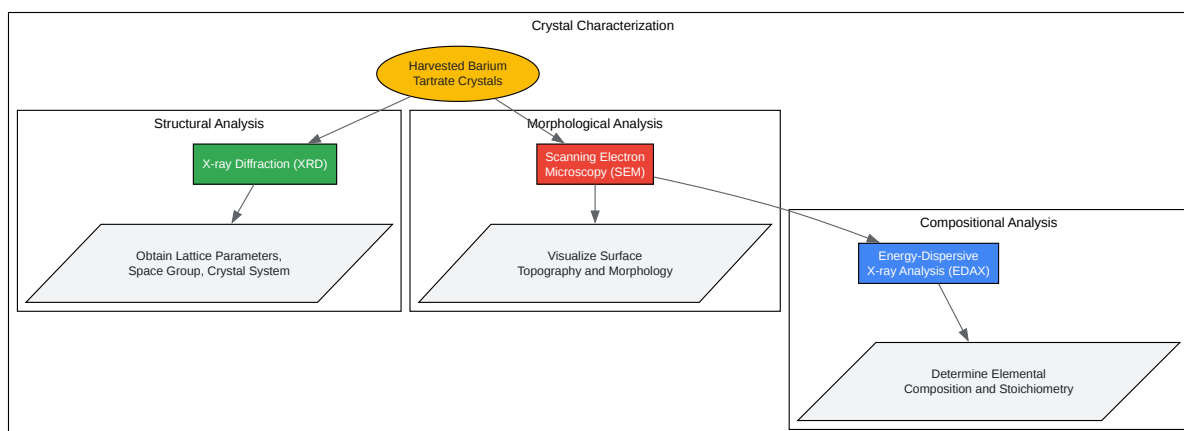 Crystal Characterization
Harvested Barium
Tartrate Crystals
Structural Analysis
X-ray Diffraction (XRD)
Obtain Lattice Parameters,
Space Group, Crystal System
Morphological Analysis
Scanning Electron
Microscopy (SEM)
Visualize Surface
Topography and Morphology
Compositional Analysis
Energy-Dispersive
X-ray Analysis (EDAX)
Determine Elemental
Composition and Stoichiometry